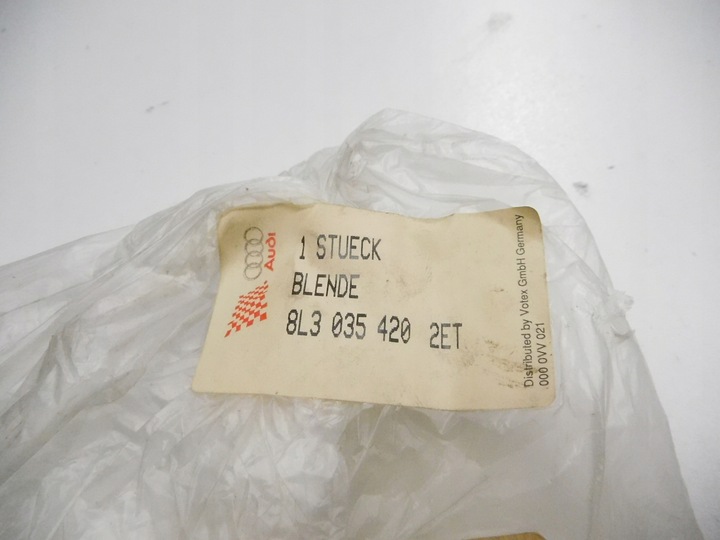 Audi
1 STUECK
BLENDE
8L3 035 420 2ET
Distributed by Votex GmbH Germany
000 0VV 021